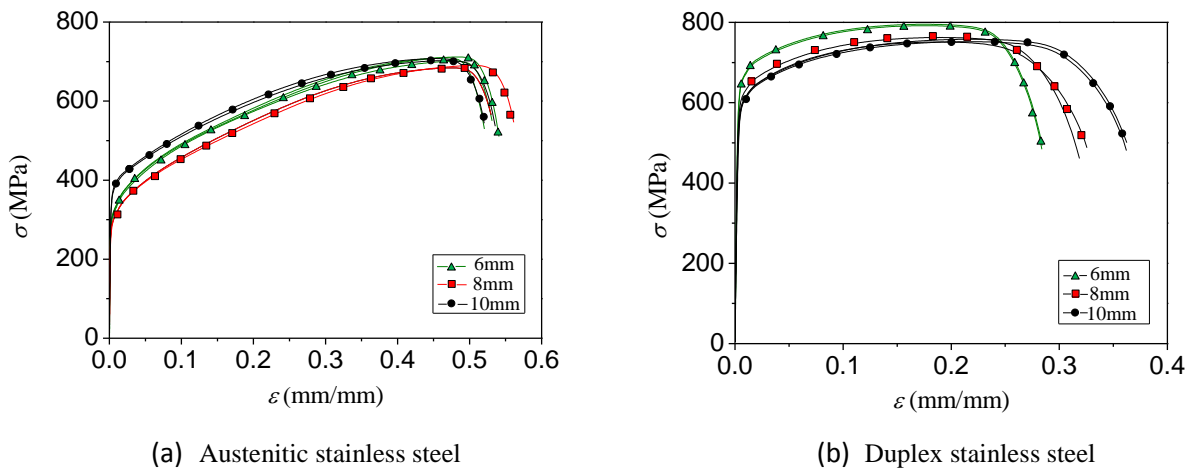 800
600
400
200
0
σ (MPa)
0.0 0.1 0.2 0.3 0.4 0.5 0.6
ε (mm/mm)
6mm
8mm
10mm
(a) Austenitic stainless steel
800
600
400
200
0
σ (MPa)
0.0 0.1 0.2 0.3 0.4
ε (mm/mm)
6mm
8mm
10mm
(b) Duplex stainless steel